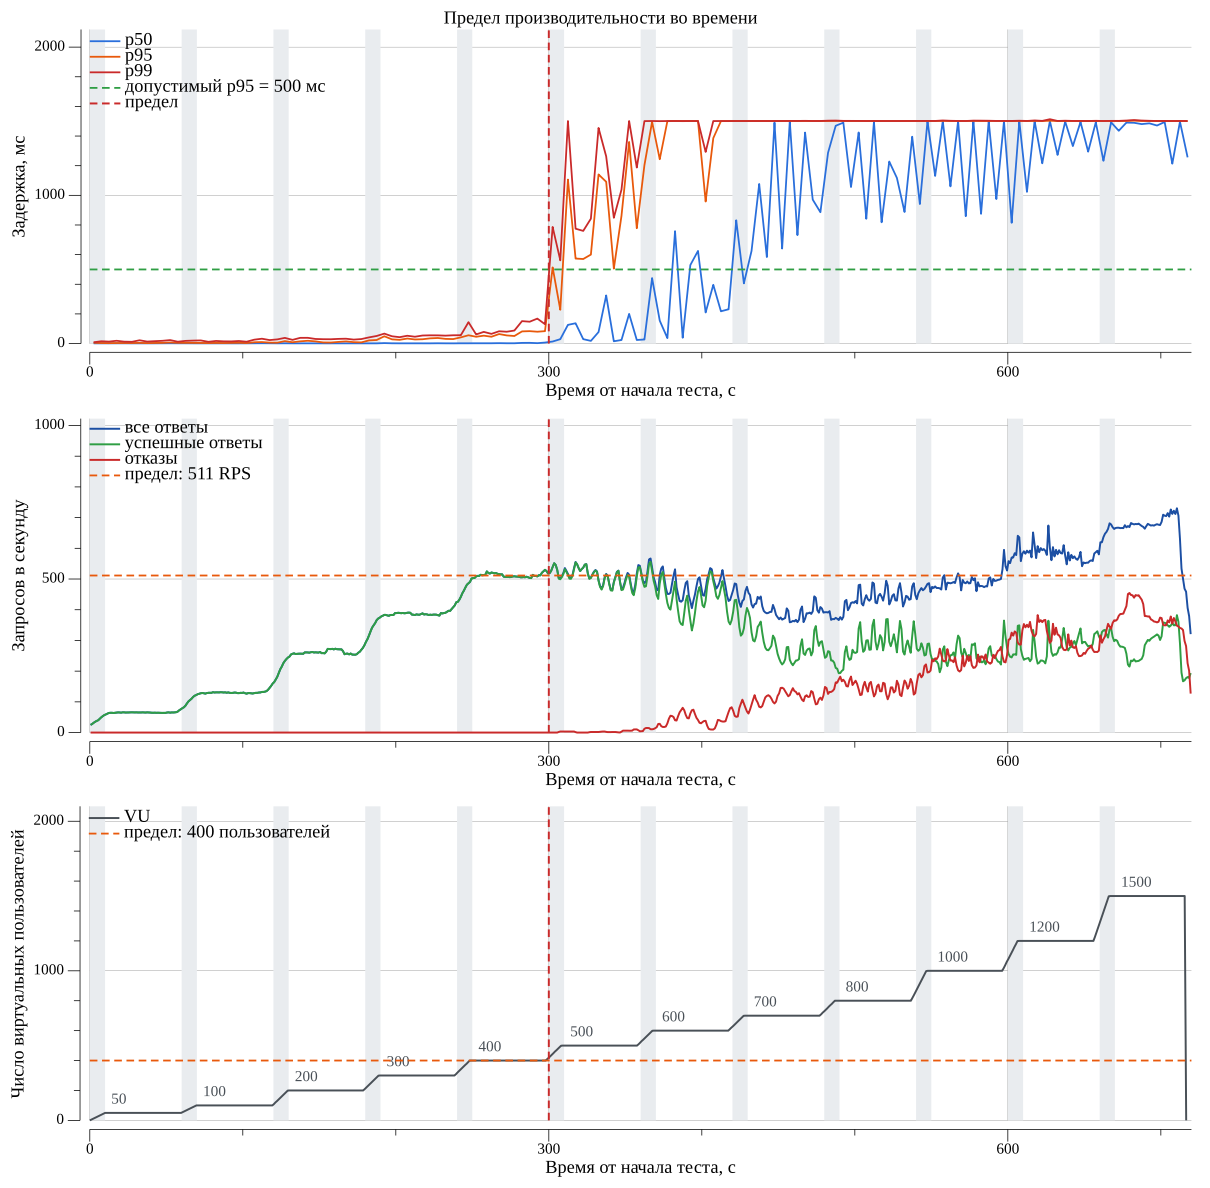 Предел производительности во времени
p50
p95
p99
допустимый p95 = 500 мс
предел
2000
1000
0
Задержка, мс
0 300 600
Время от начала теста, с
все ответы
успешные ответы
отказы
предел: 511 RPS
1000
500
0
Запросов в секунду
0 300 600
Время от начала теста, с
VU
предел: 400 пользователей
2000
1000
0
Число виртуальных пользователей
50
100
200
300
400
500
600
700
800
1000
1200
1500
0 300 600
Время от начала теста, с